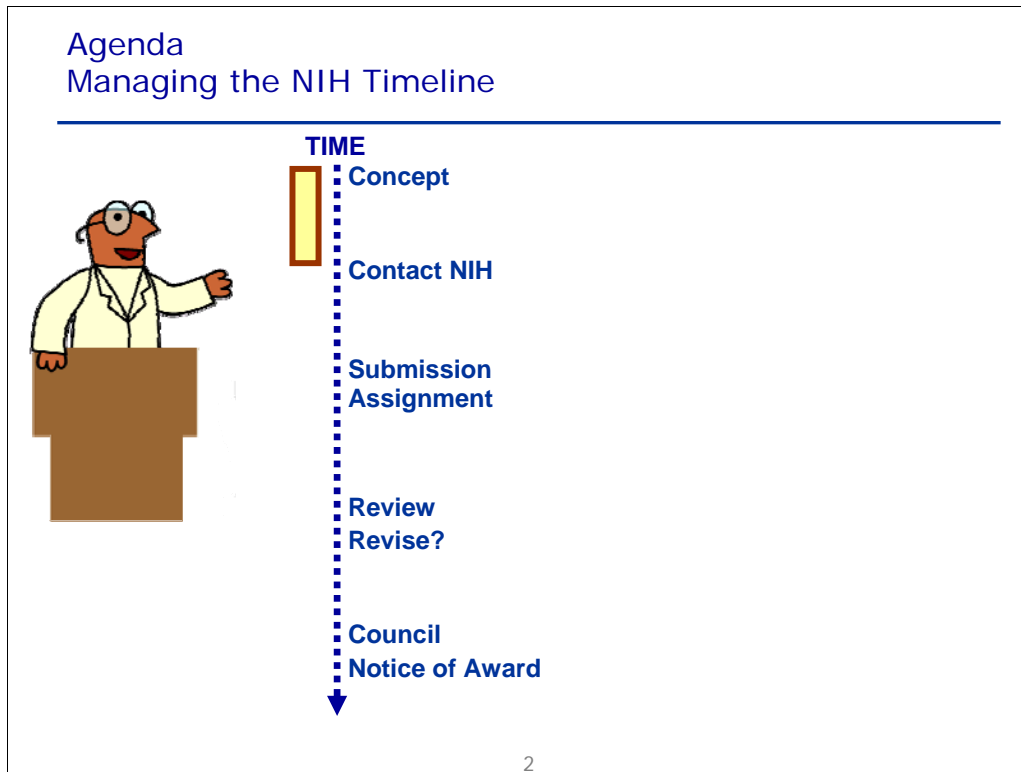 Agenda
Managing the NIH Timeline
TIME
Concept
Contact NIH
Submission
Assignment
Review
Revise?
Council
Notice of Award
2